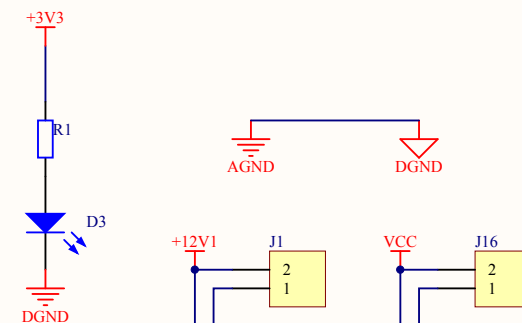 +3V3
R1
AGND
DGND
D3
+12V1
J1
VCC
J16
2
2
1
1
DGND